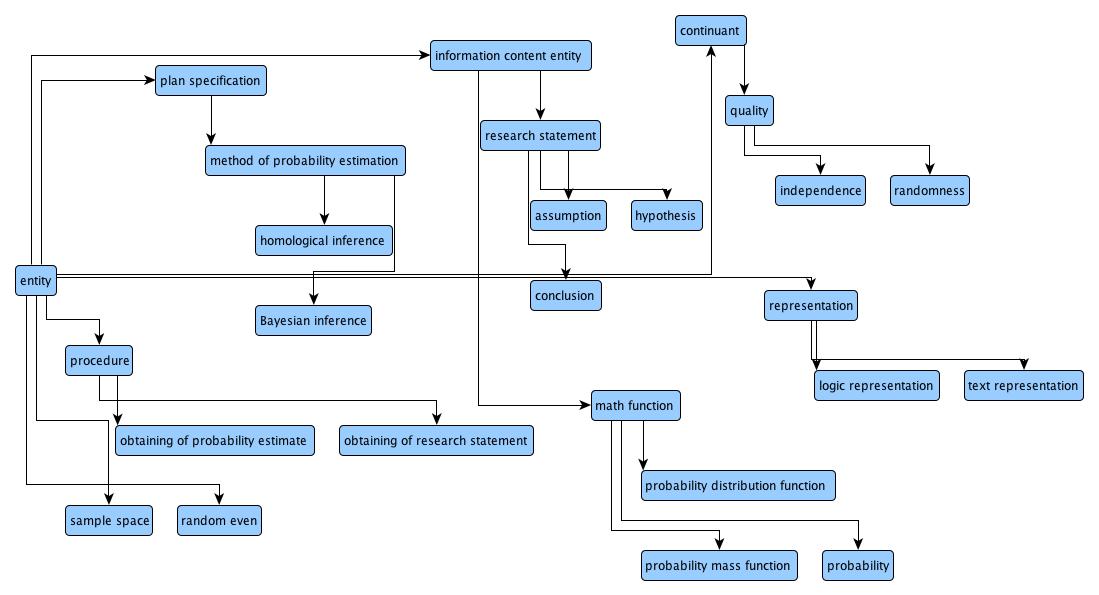 continuant
information content entity
plan specification
quality
research statement
method of probability estimation
independence
randomness
assumption
hypothesis
homological inference
entity
conclusion
representation
Bayesian inference
procedure
logic representation
text representation
math function
obtaining of probability estimate
obtaining of research statement
probability distribution function
sample space
random even
probability mass function
probability